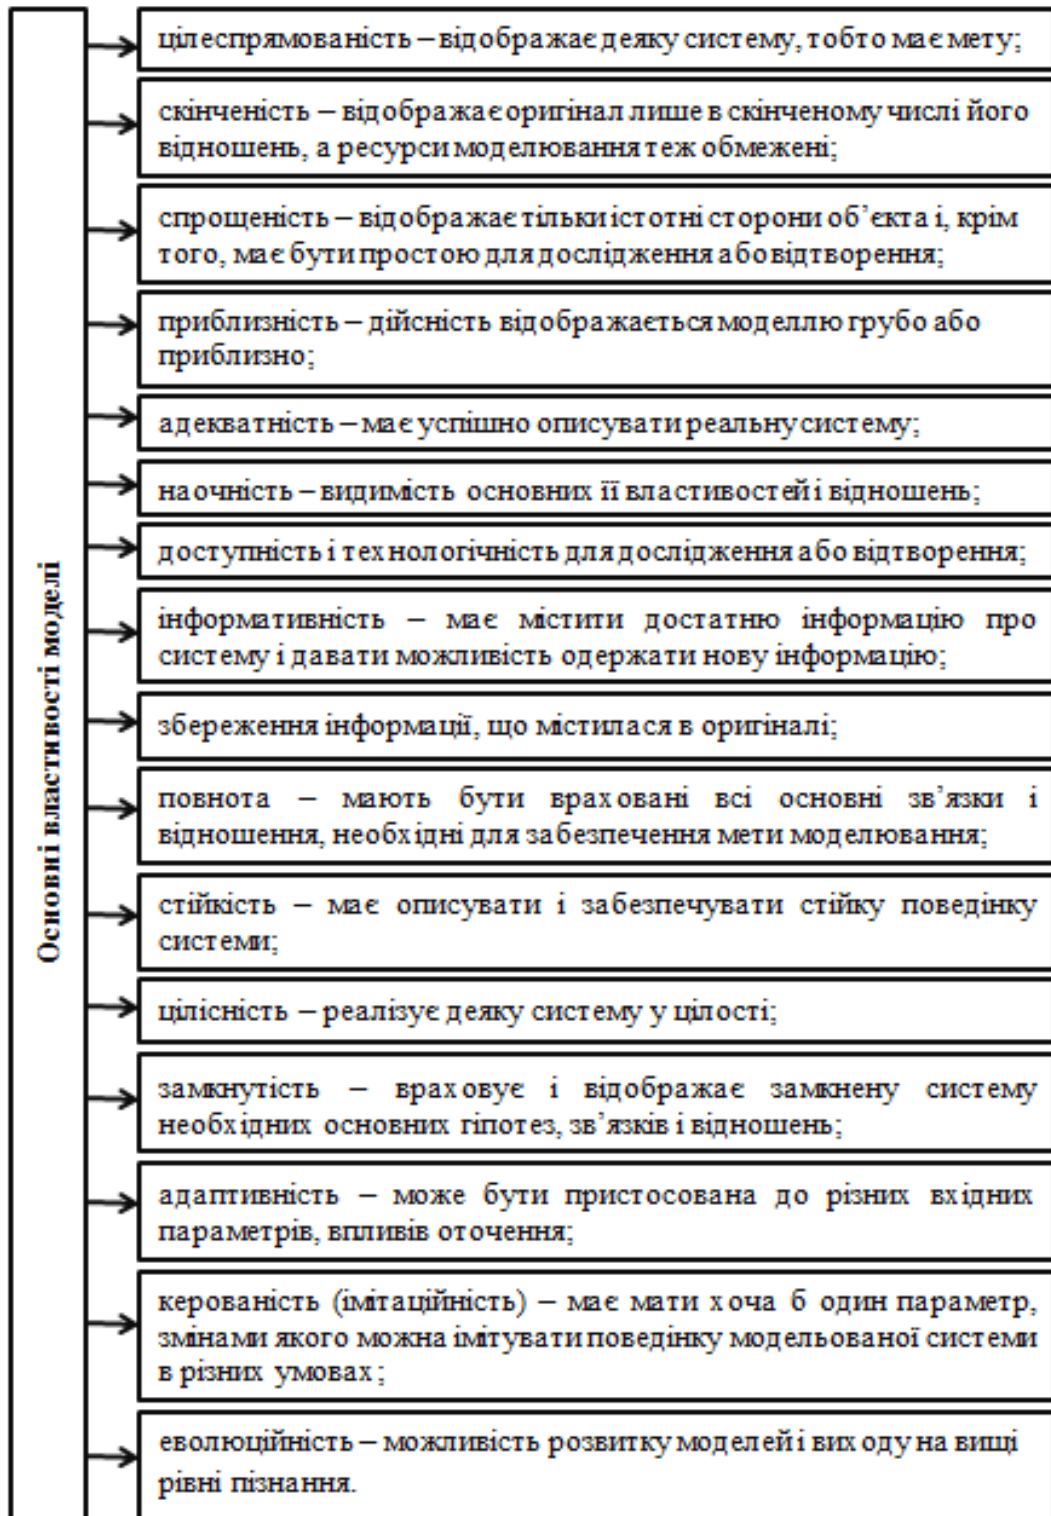 Основні властивості моделі
цілеспрямованість – відображає деяку систему, тобто має мету;
скінченість – відображає оригінал лише в скінченому числі його
відношень, а ресурси моделювання теж обмежені;
спрощеність – відображає тільки істотні сторони об’єкта і, крім
того, має бути простою для дослідження або відтворення;
приблизність – дійсність відображається моделлю грубо або
приблизно;
адекватність – має успішно описувати реальну систему;
наочність – видимість основних її властивостей і відношень;
доступність і технологічність для дослідження або відтворення;
інформативність – має містити достатню інформацію про
систему і давати можливість одержати нову інформацію;
збереження інформації, що містилася в оригіналі;
повнота – мають бути враховані всі основні зв’язки і
відношення, необхідні для забезпечення мети моделювання;
стійкість – має описувати і забезпечувати стійку поведінку
системи;
цілісність – реалізує деяку систему у цілості;
замкнутість – враховує і відображає замкнену систему
необхідних основних гіпотез, зв’язків і відношень;
адаптивність – може бути пристосована до різних вхідних
параметрів, впливів оточення;
керованість (імітаційність) – має мати хоча б один параметр,
змінами якого можна імітувати поведінку модельованої системи
в різних умовах;
еволюційність – можливість розвитку моделей і виходу на вищі
рівні пізнання.